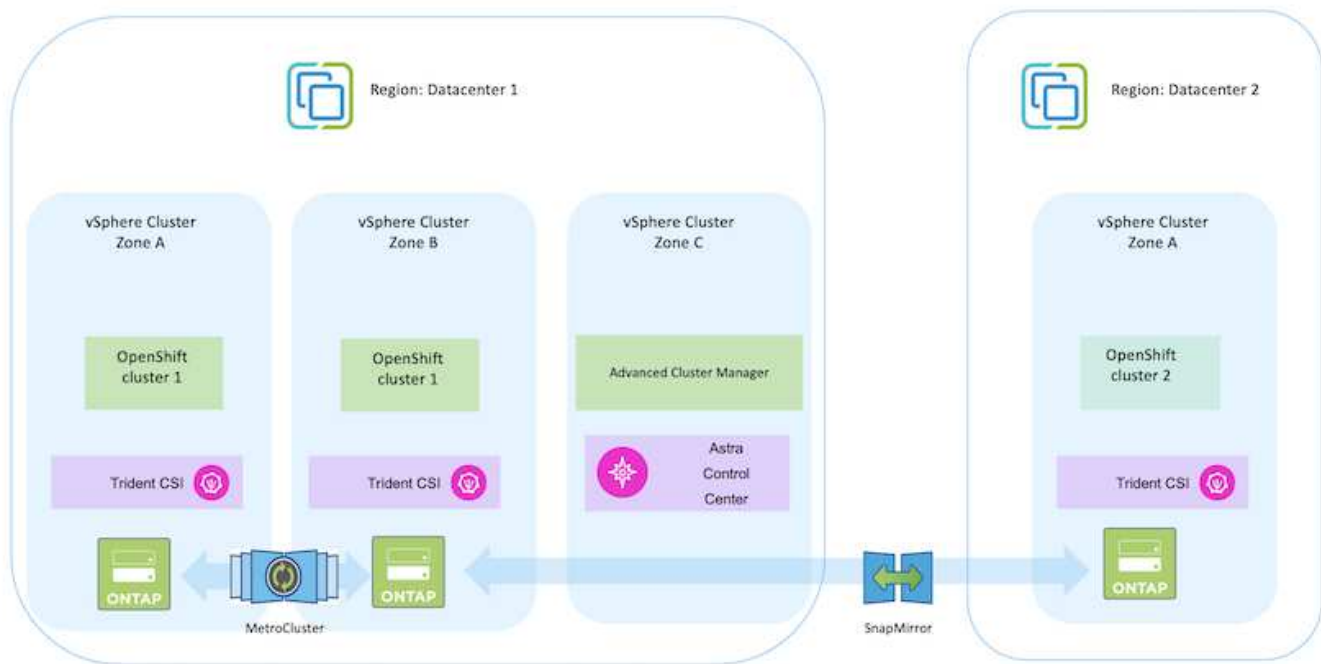 Region: Datacenter 1
Region: Datacenter 2
vSphere Cluster
Zone A
vSphere Cluster
Zone B
vSphere Cluster
Zone C
vSphere Cluster
Zone A
OpenShift
cluster 1
OpenShift
cluster 1
Advanced Cluster Manager
OpenShift
cluster 2
Trident CSI
Trident CSI
Astra
Control
Center
Trident CSI
ONTAP
ONTAP
ONTAP
MetroCluster
SnapMirror